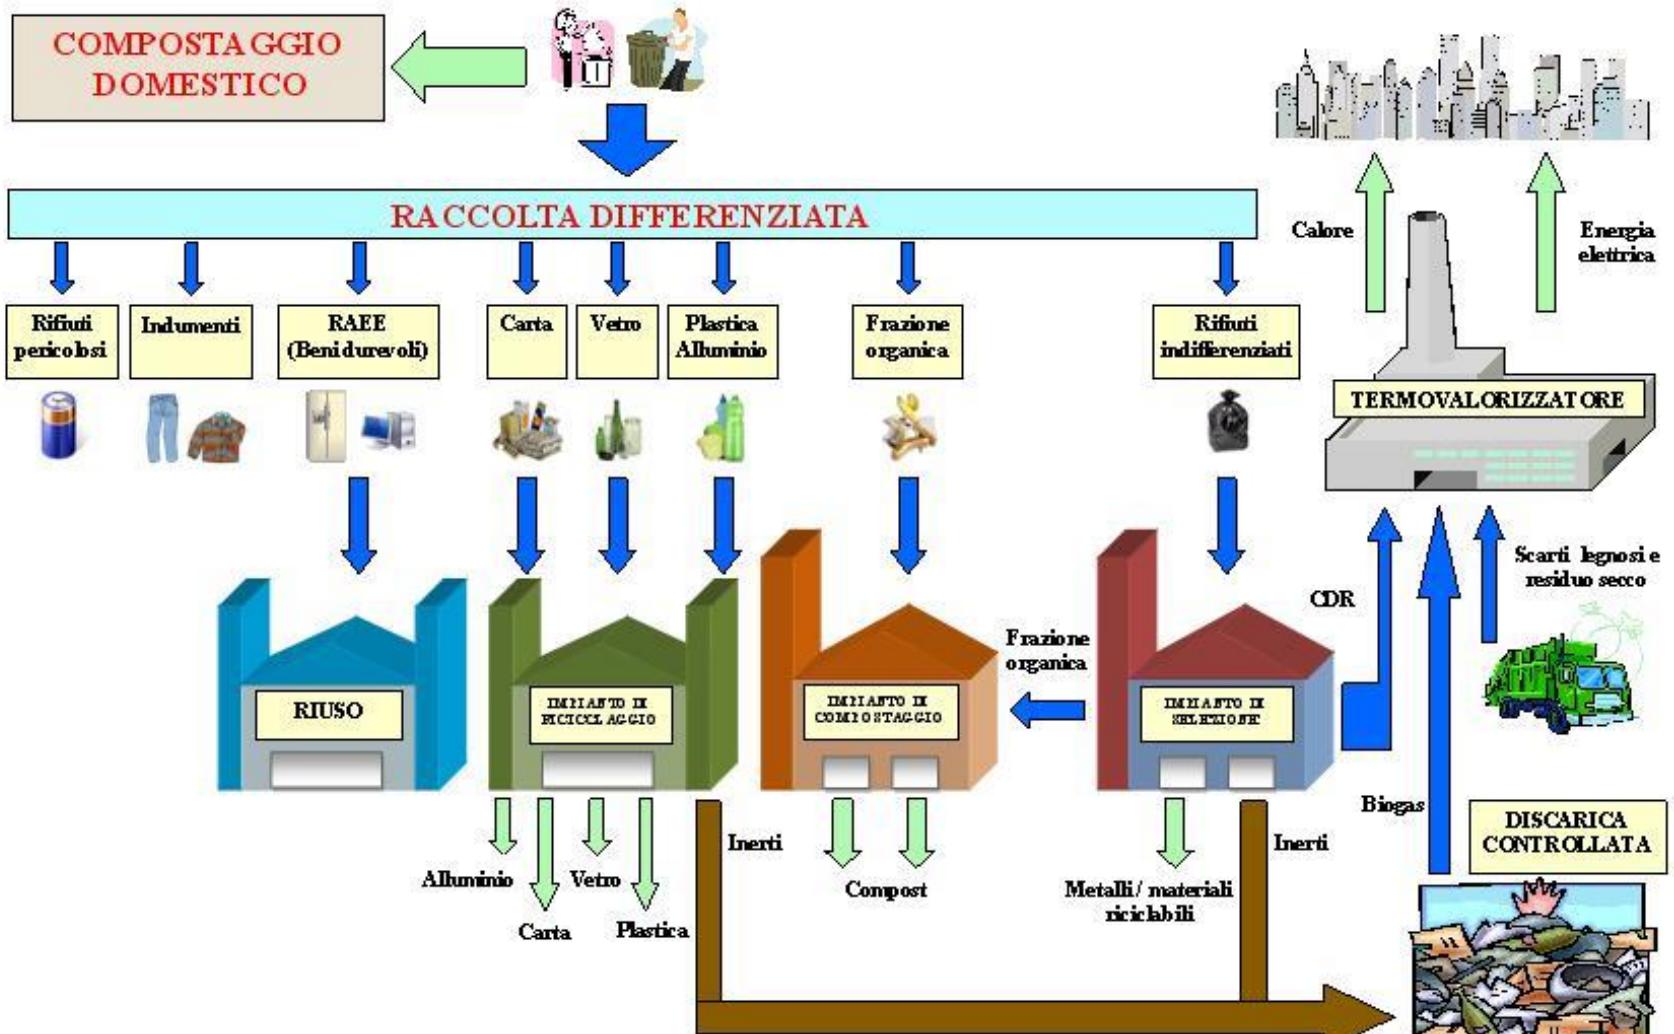 COMPOSTAGGIO
DOMESTICO
RACCOLTA DIFFERENZIATA
Calore
Energia
elettrica
Rifiuti
pericolosi
Indumenti
RAEE
(Beni durevoli)
Carta
Vetro
Plastica
Alluminio
Frazione
organica
Rifiuti
indifferenziati
TERMOVALORIZZATORE
Scarti legnosi e
residuo secco
CDR
Frazione
organica
RIUSO
IMPIANTO DI
RICICLAGGIO
IMPIANTO DI
COMPOSTAGGIO
IMPIANTO DI
SELEZIONE
Biogas
DISCARICA
CONTROLLATA
Inerti
Inerti
Alluminio
Vetro
Compost
Metalli / materiali
riciclabili
Carta
Plastica